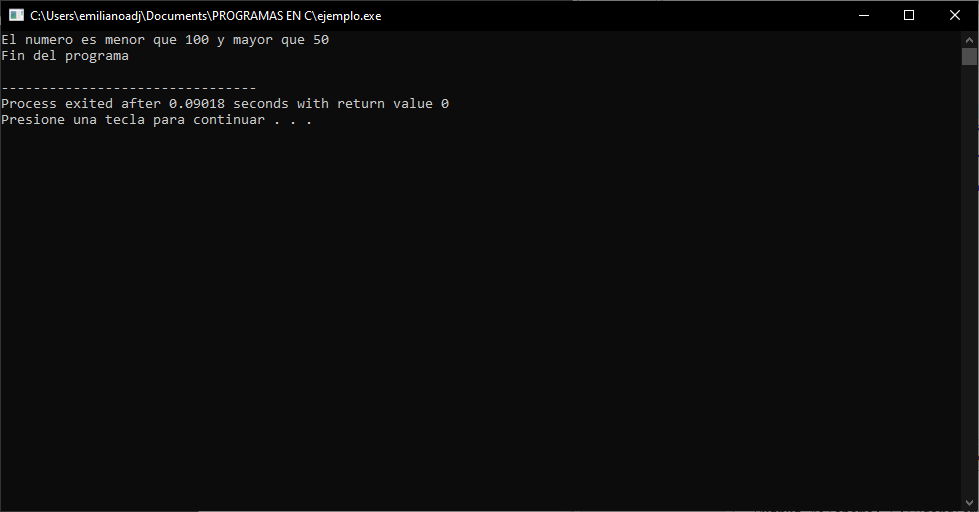 C:\Users\emilianoadj\Documents\PROGRAMAS EN C\ejemplo.exe
El numero es menor que 100 y mayor que 50
Fin del programa
--------------------------------
Process exited after 0.09018 seconds with return value 0
Presione una tecla para continuar . . .